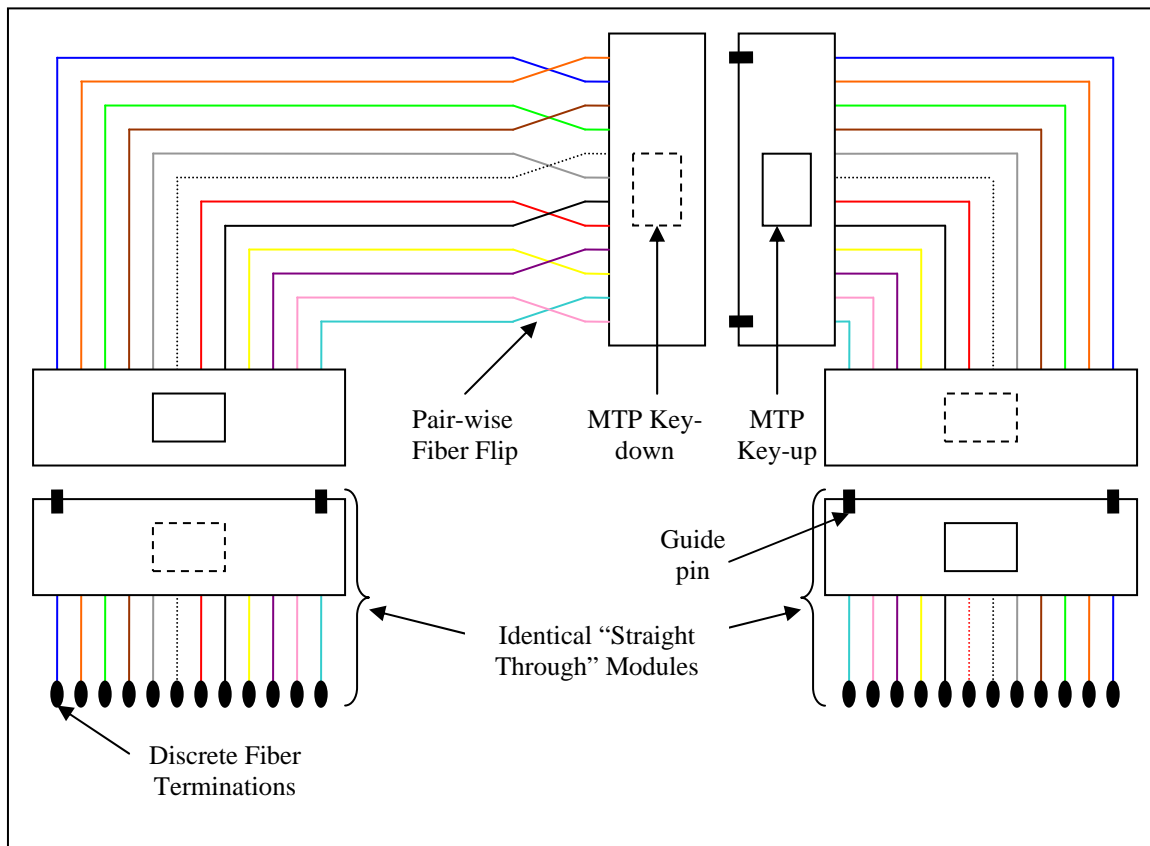 Pair-wise
Fiber Flip
MTP Key-
down
MTP
Key-up
Guide
pin
Identical “Straight
Through” Modules
Discrete Fiber
Terminations